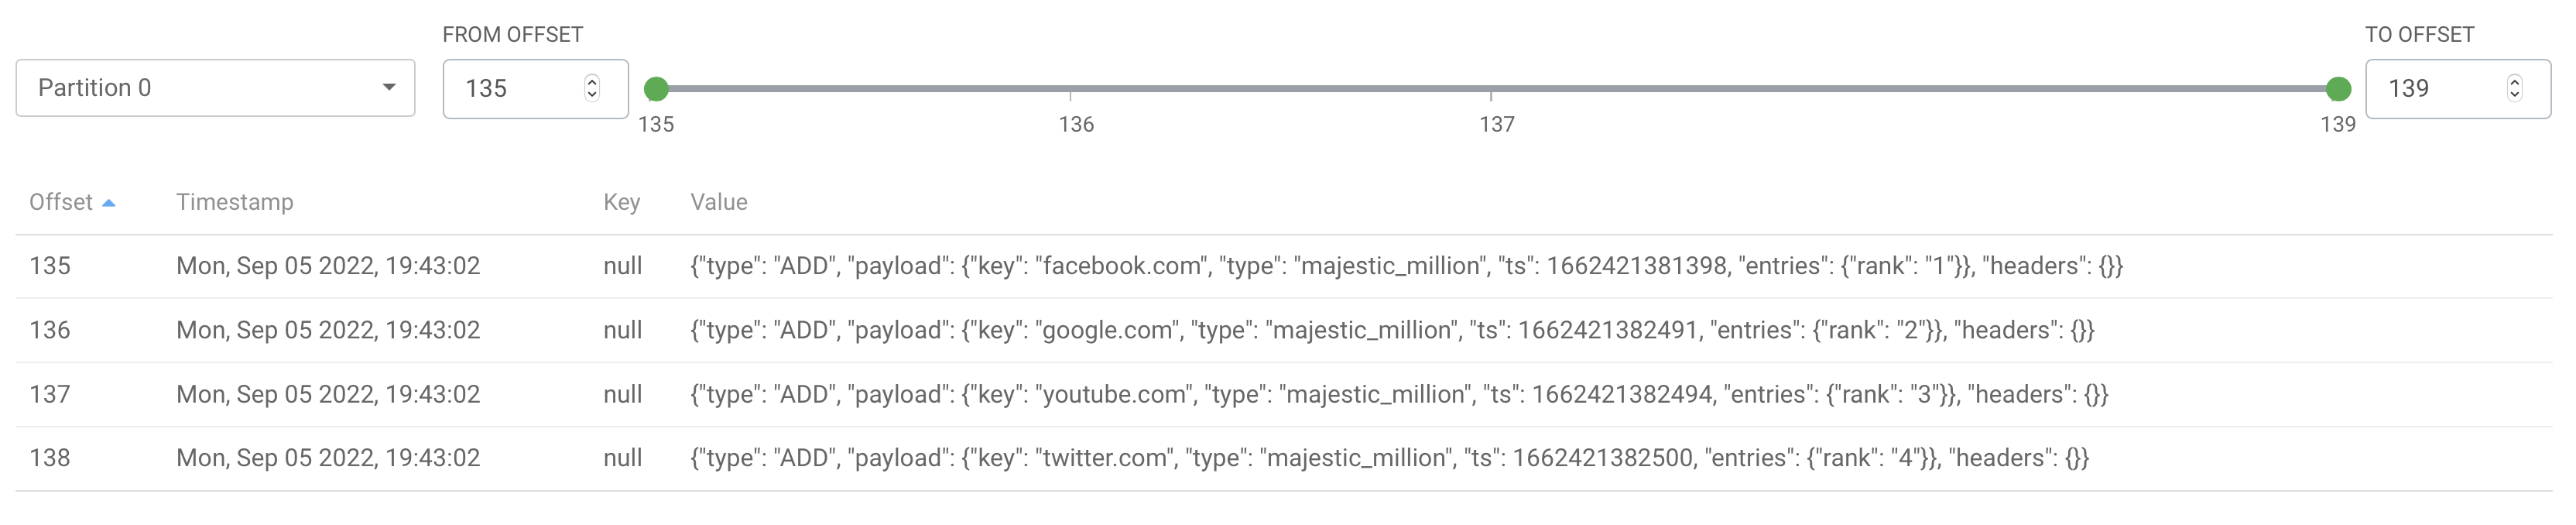 FROM OFFSET TO OFFSET
Partition 0 135 139
135 136 137 139
Offset Timestamp Key Value
135 Mon, Sep 05 2022, 19:43:02 null {"type": "ADD", "payload": {"key": "facebook.com", "type": "majestic_million", "ts": 1662421381398, "entries": {"rank": "1"}}, "headers": {}}
136 Mon, Sep 05 2022, 19:43:02 null {"type": "ADD", "payload": {"key": "google.com", "type": "majestic_million", "ts": 1662421382491, "entries": {"rank": "2"}}, "headers": {}}
137 Mon, Sep 05 2022, 19:43:02 null {"type": "ADD", "payload": {"key": "youtube.com", "type": "majestic_million", "ts": 1662421382494, "entries": {"rank": "3"}}, "headers": {}}
138 Mon, Sep 05 2022, 19:43:02 null {"type": "ADD", "payload": {"key": "twitter.com", "type": "majestic_million", "ts": 1662421382500, "entries": {"rank": "4"}}, "headers": {}}